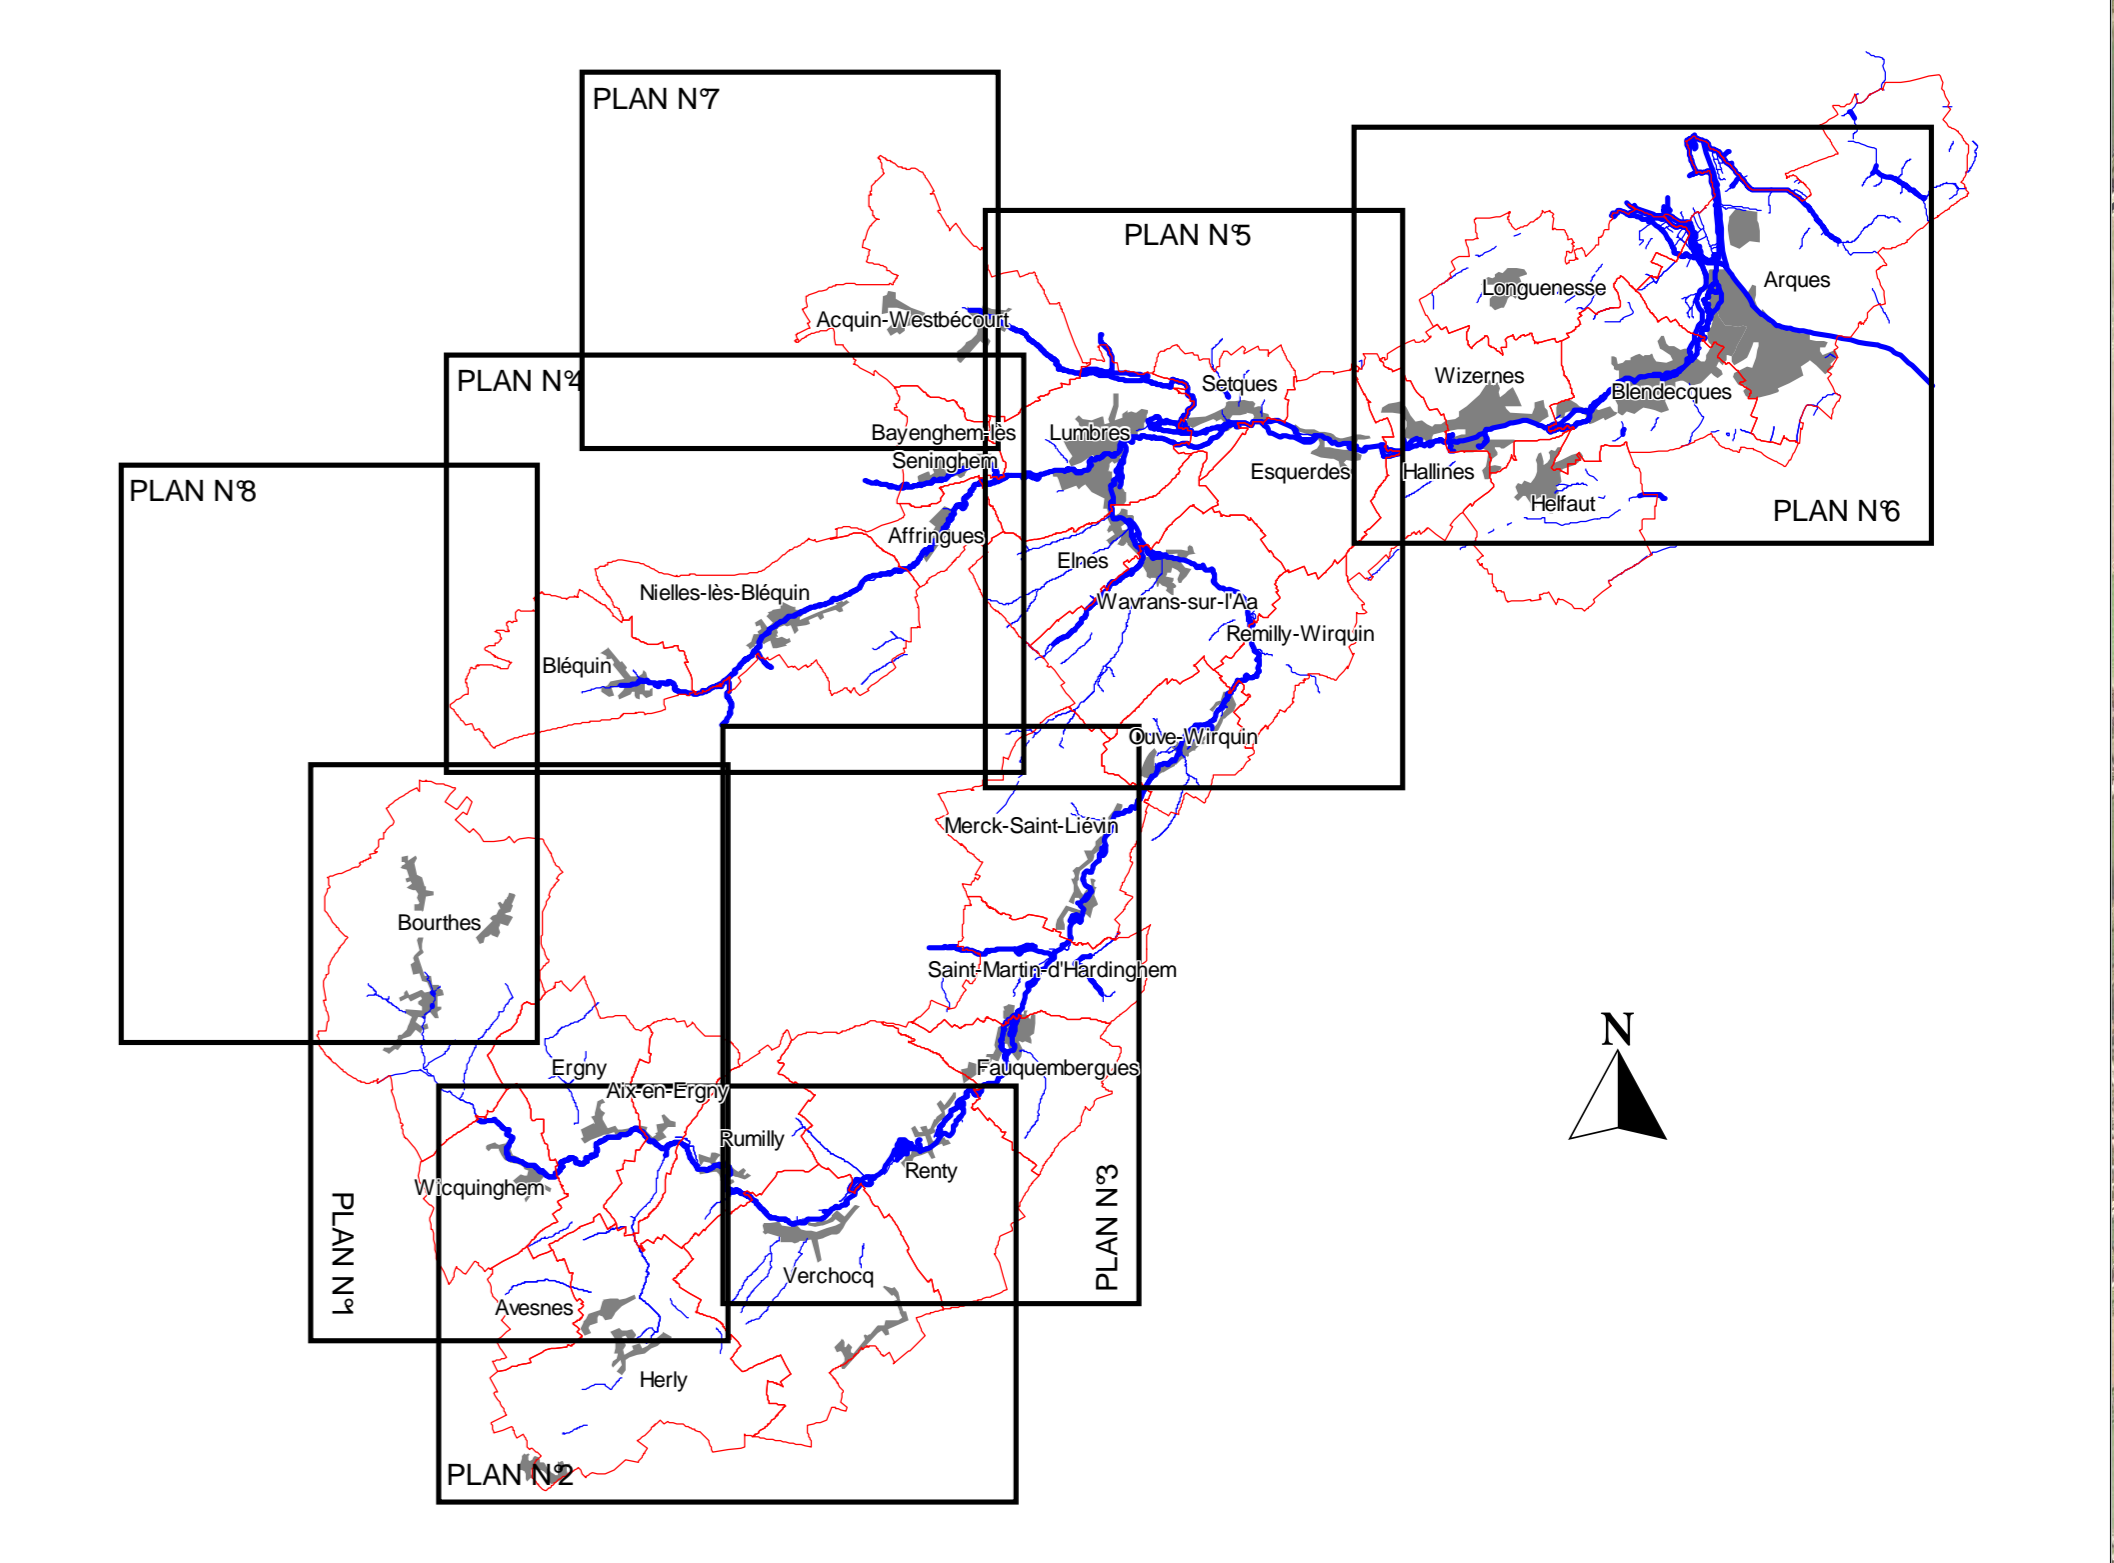 PLAN N°7
PLAN N°5
Longuenesse
Arques
Acquin-Westbécourt
PLAN N°4
Setques
Wizernes
Blendecques
Bayenghem-lès
Seninghem
Lumbres
Esquerdes
Hallines
PLAN N°8
Helfaut
PLAN N°6
Affringues
Elnes
Nielles-lès-Bléquin
Wavrans-sur-l'Aa
Remilly-Wirquin
Bléquin
Ouve-Wirquin
Merck-Saint-Liévin
Bourthes
Saint-Martin-d'Hardinghem
N
Ergny
Fauquembergues
Aix-en-Ergny
Rumilly
Renty
Wicquinghem
PLAN N°1
PLAN N°3
Verchocq
Avesnes
Herly
PLAN N°2